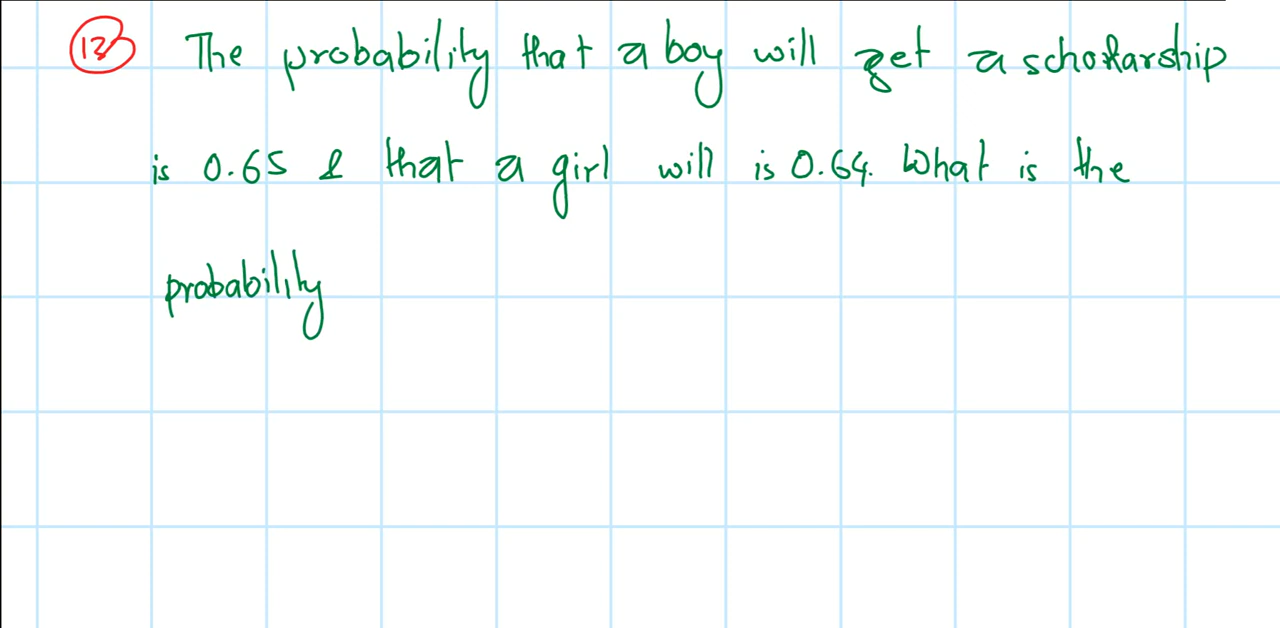 13 The probability that a boy will get a scholarship
is 0.65 & that a girl will is 0.64. What is the
probability